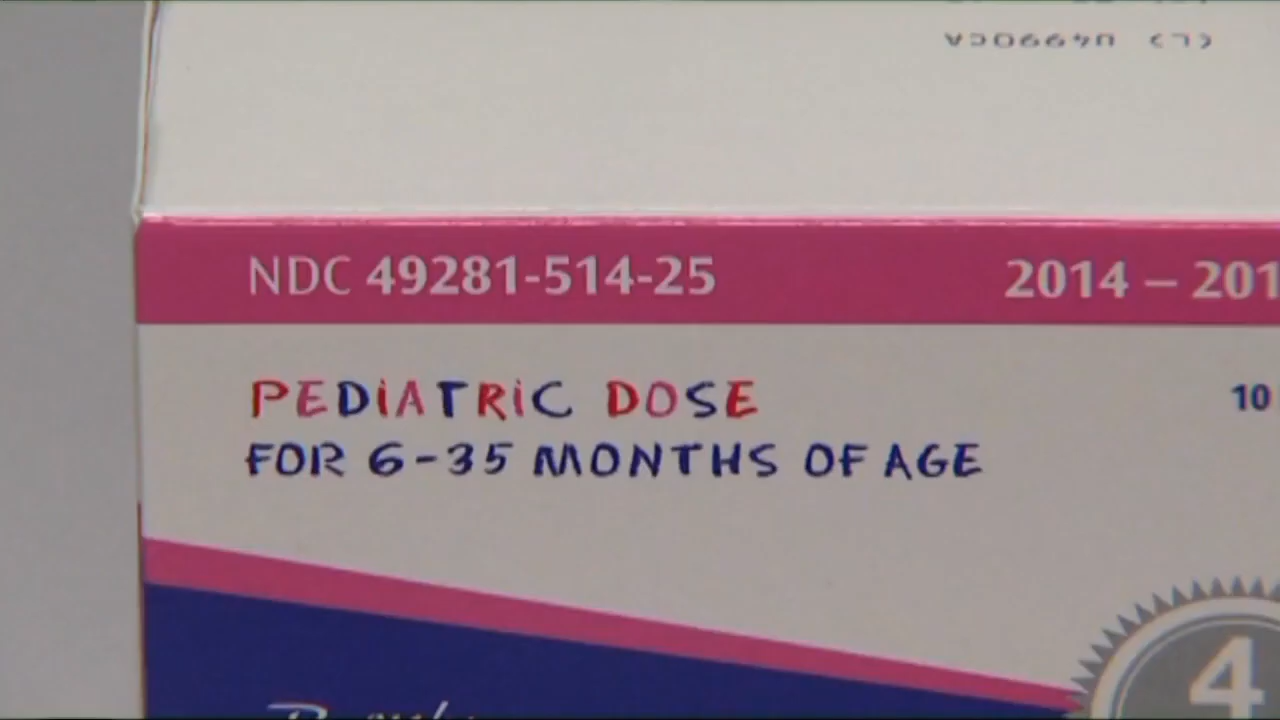 NDC 49281-514-25 2014 – 201
PEDIATRIC DOSE
10
FOR 6-35 MONTHS OF AGE
4